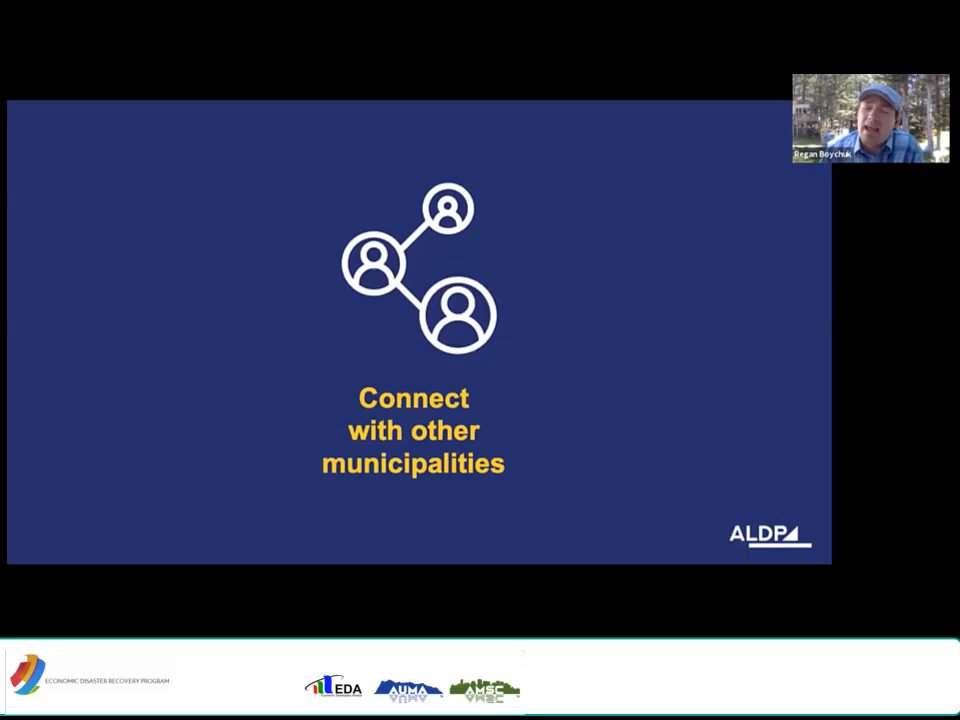 Regan Boychuk
Connect
with other
municipalities
ALDP
ECONOMIC DISASTER RECOVERY PROGRAM
EDA
AUMA
AMSC